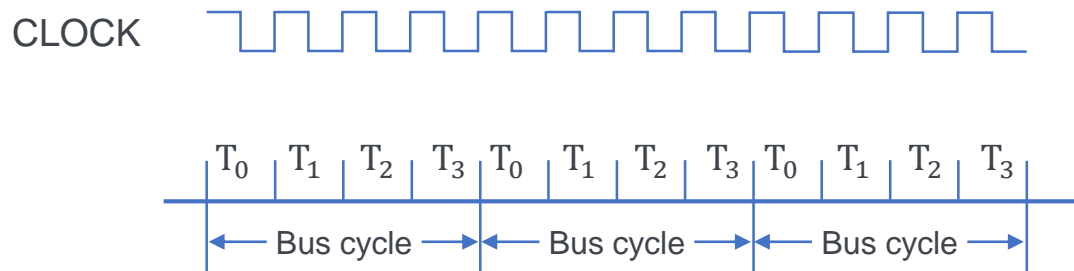 CLOCK
T₀ T₁ T₂ T₃ T₀ T₁ T₂ T₃ T₀ T₁ T₂ T₃
Bus cycle Bus cycle Bus cycle